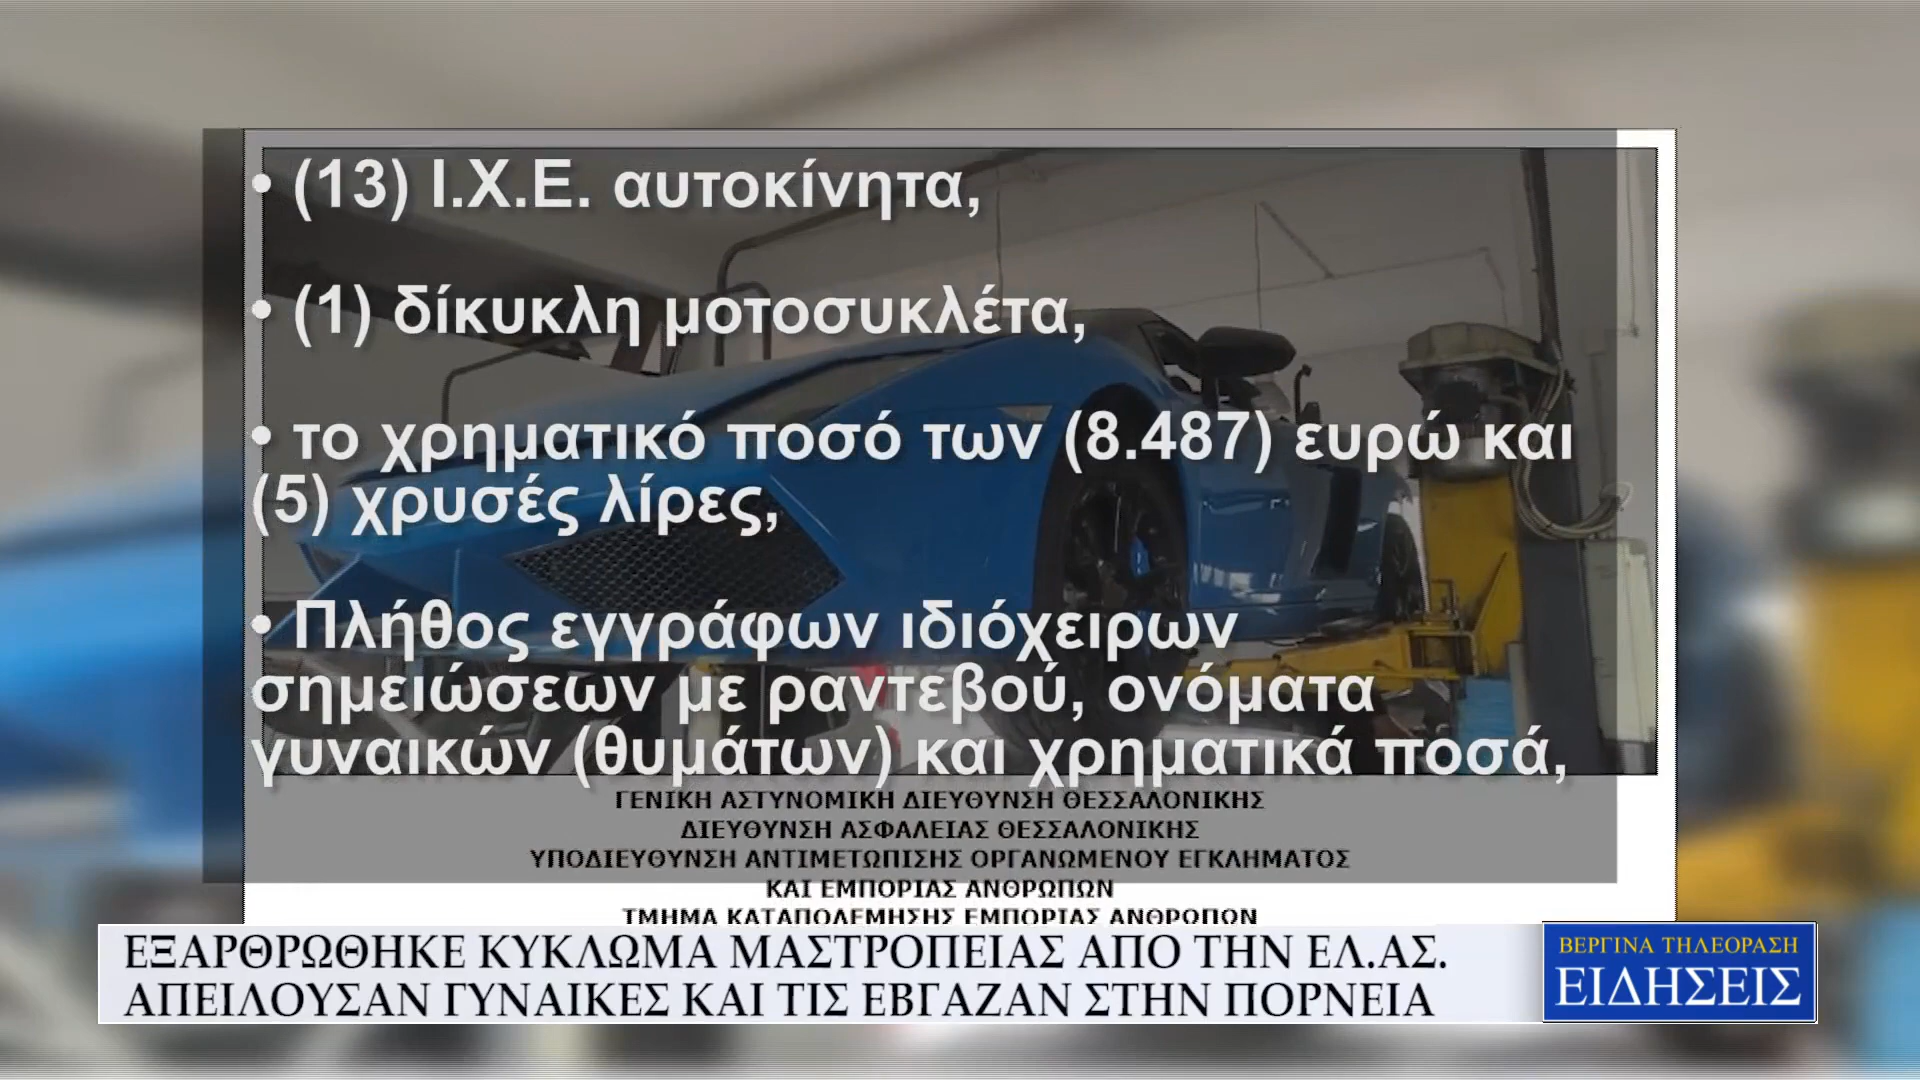 • (13) Ι.Χ.Ε. αυτοκίνητα,
• (1) δίκυκλη μοτοσυκλέτα,
• το χρηματικό ποσό των (8.487) ευρώ και
(5) χρυσές λίρες,
• Πλήθος εγγράφων ιδιόχειρων
σημειώσεων με ραντεβού, ονόματα
γυναικών (θυμάτων) και χρηματικά ποσά,
ΓΕΝΙΚΗ ΑΣΤΥΝΟΜΙΚΗ ΔΙΕΥΘΥΝΣΗ ΘΕΣΣΑΛΟΝΙΚΗΣ
ΔΙΕΥΘΥΝΣΗ ΑΣΦΑΛΕΙΑΣ ΘΕΣΣΑΛΟΝΙΚΗΣ
ΥΠΟΔΙΕΥΘΥΝΣΗ ΑΝΤΙΜΕΤΩΠΙΣΗΣ ΟΡΓΑΝΩΜΕΝΟΥ ΕΓΚΛΗΜΑΤΟΣ
ΚΑΙ ΕΜΠΟΡΙΑΣ ΑΝΘΡΩΠΩΝ
ΤΜΗΜΑ ΚΑΤΑΠΟΛΕΜΗΣΗΣ ΕΜΠΟΡΙΑΣ ΑΝΘΡΩΠΩΝ
ΕΞΑΡΘΡΩΘΗΚΕ ΚΥΚΛΩΜΑ ΜΑΣΤΡΟΠΕΙΑΣ ΑΠΟ ΤΗΝ ΕΛ.ΑΣ.
ΑΠΕΙΛΟΥΣΑΝ ΓΥΝΑΙΚΕΣ ΚΑΙ ΤΙΣ ΕΒΓΑΖΑΝ ΣΤΗΝ ΠΟΡΝΕΙΑ
ΒΕΡΓΙΝΑ ΤΗΛΕΟΡΑΣΗ
ΕΙΔΗΣΕΙΣ